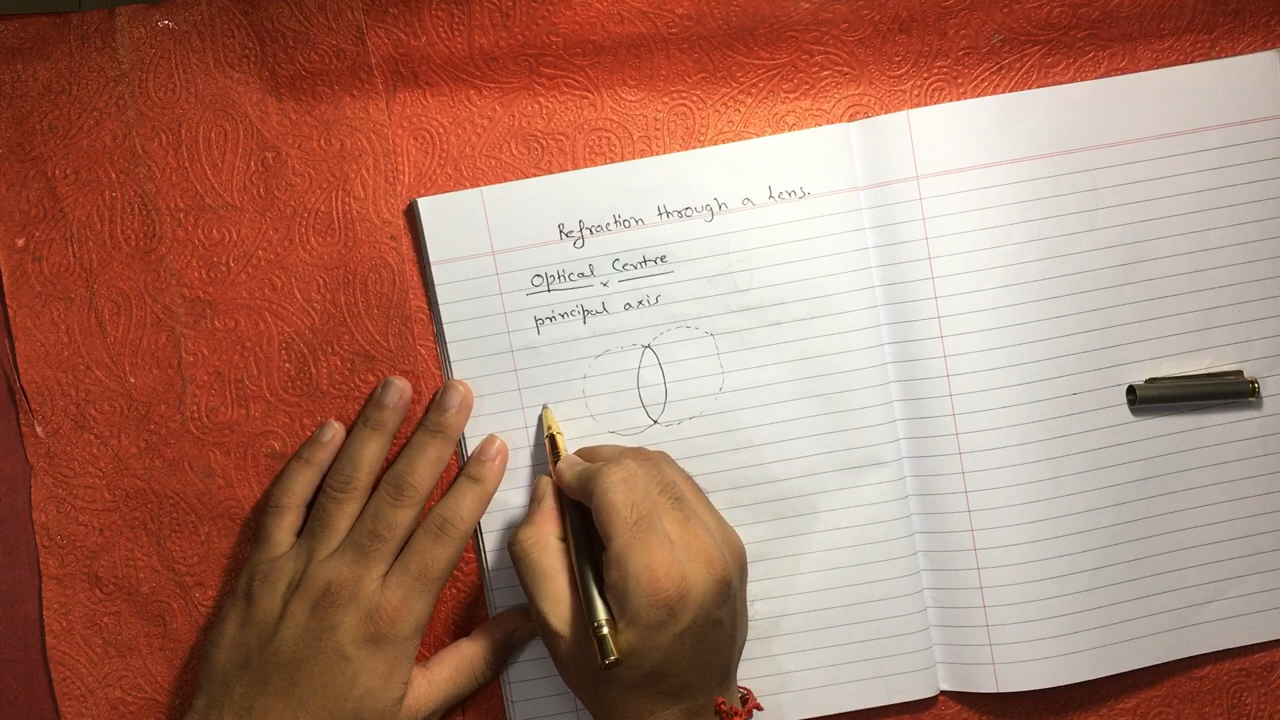 Refraction through a Lens.
Optical Centre
x
principal axis